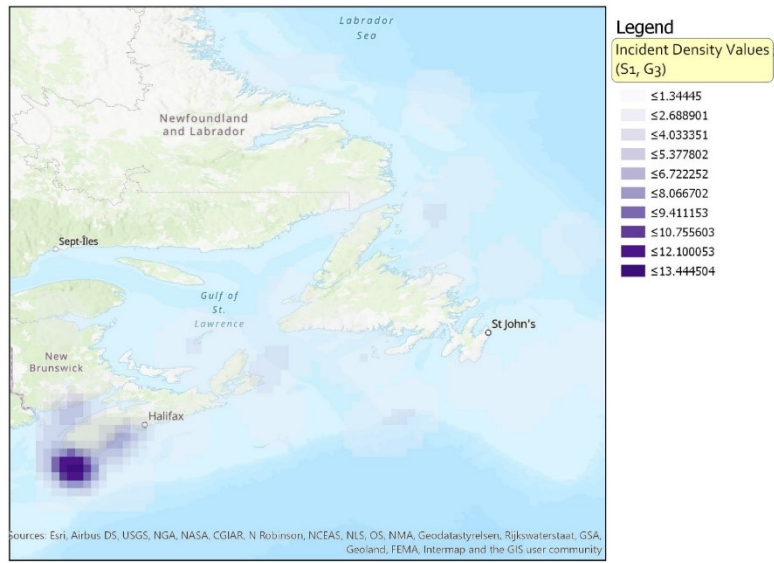 Labrador
Sea
Newfoundland
and Labrador
Sept-Îles
Gulf of
St.
Lawrence
St John's
New
Brunswick
Halifax
Sources: Esri, Airbus DS, USGS, NGA, NASA, CGIAR, N Robinson, NCEAS, NLS, OS, NMA, Geodatastyrelsen, Rijkswaterstaat, GSA,
Geoland, FEMA, Intermap and the GIS user community
Legend
Incident Density Values
(S1, G3)
≤1.34445
≤2.688901
≤4.033351
≤5.377802
≤6.722252
≤8.066702
≤9.411153
≤10.755603
≤12.100053
≤13.444504